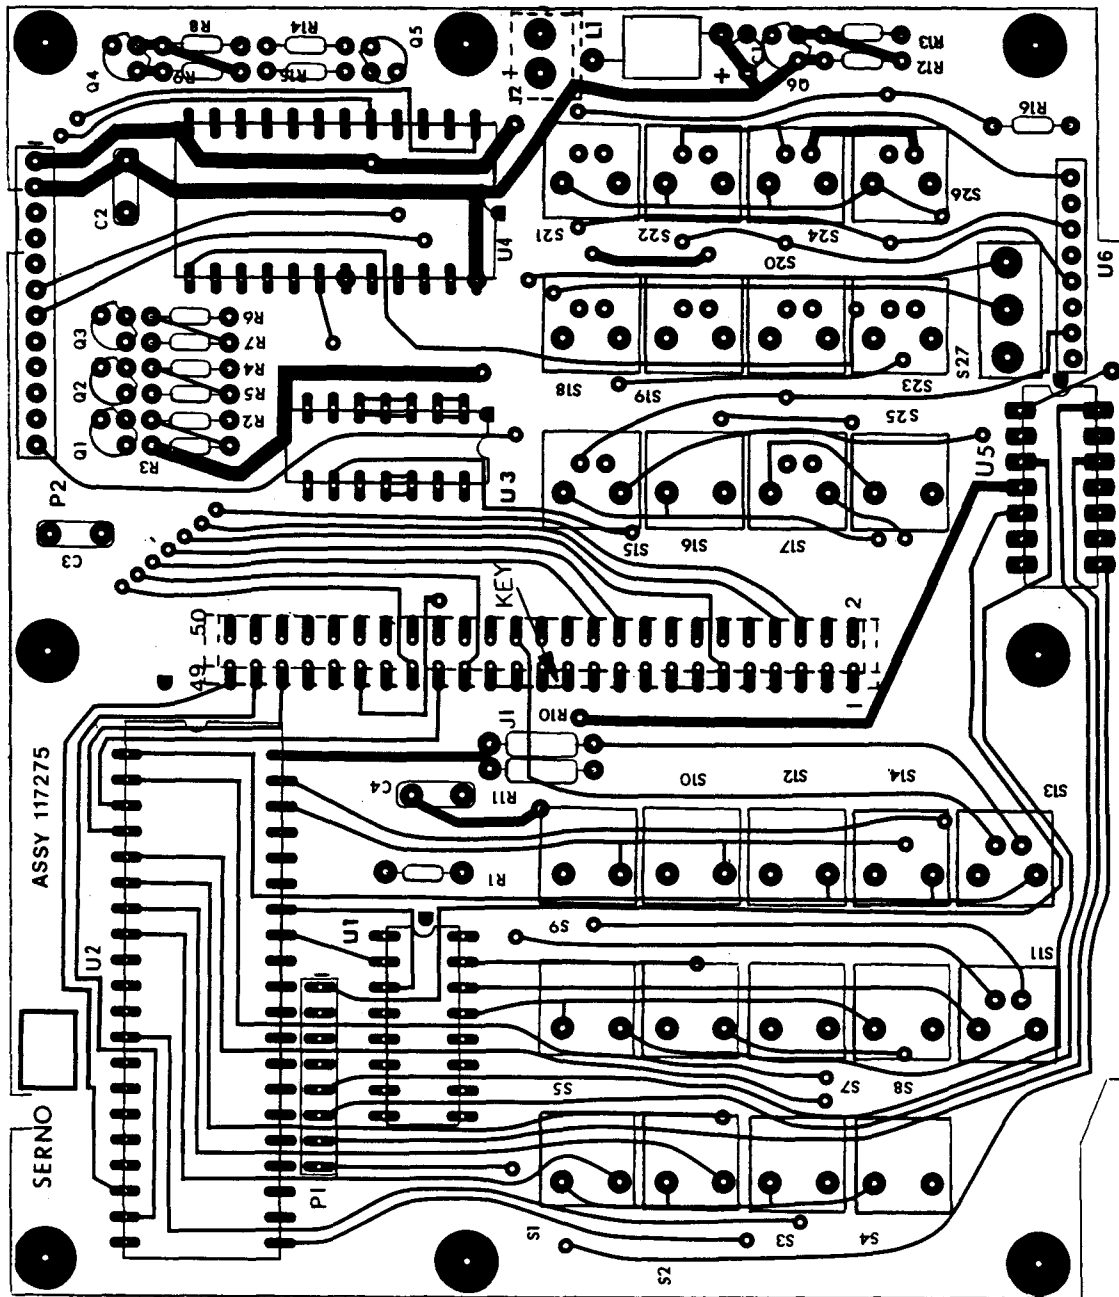 R8
R14
Q5
Q4
R9
R15
J2 +
L1
C1
+
Q6
R13
R12
R16
1
C2
U4
S21
S22
S24
S26
S20
U6
Q3
R6
R7
Q2
R4
R5
R2
Q1
R3
S18
S19
S23
S27
S25
P2
U3
U5
C3
S15
S16
S17
KEY
50
2
49
1
R10
J1
ASSY 117275
C4
R11
S10
S12
S14
S13
R1
U2
U1
S9
S11
1
SERNO
S5
S7
S8
P1
S1
S3
S4
S2